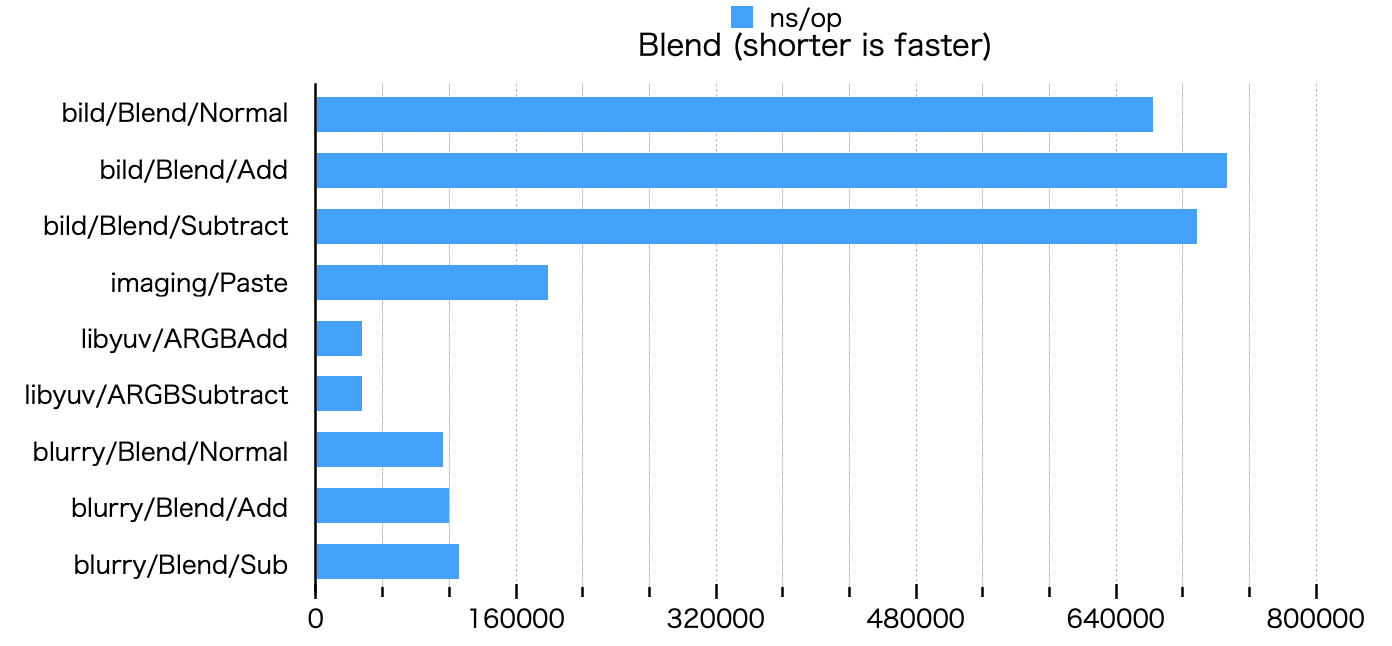 ns/op
Blend (shorter is faster)
bild/Blend/Normal
bild/Blend/Add
bild/Blend/Subtract
imaging/Paste
libyuv/ARGBAdd
libyuv/ARGBSubtract
blurry/Blend/Normal
blurry/Blend/Add
blurry/Blend/Sub
0 160000 320000 480000 640000 800000